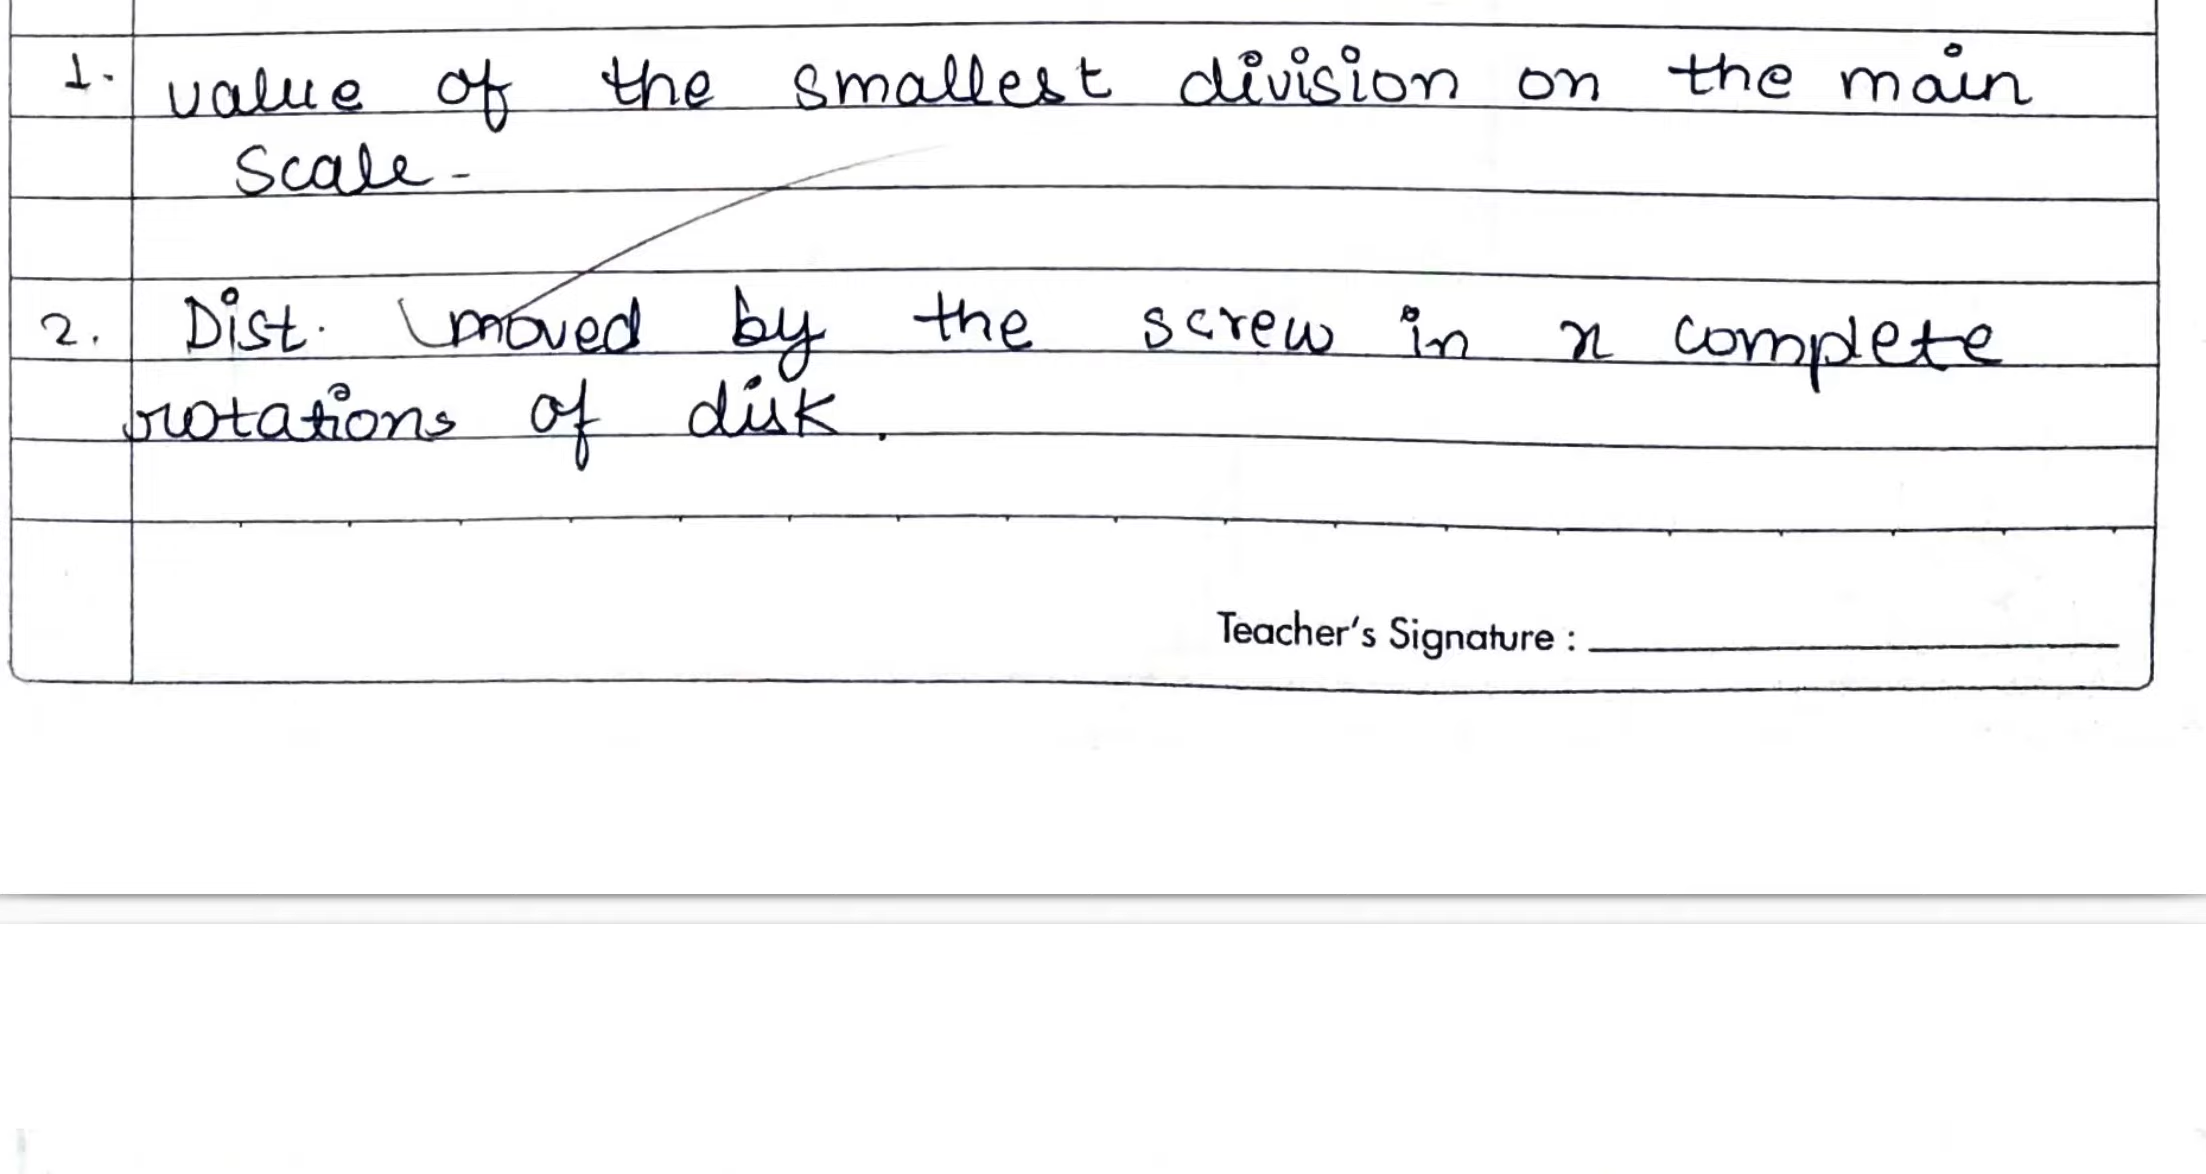 1. value of the smallest division on the main
scale -
2. Dist. moved by the screw in n complete
rotations of disk.
Teacher's Signature :